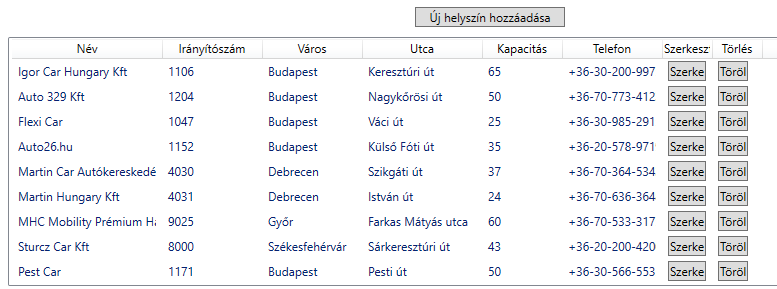 Új helyszín hozzáadása
Név Irányítószám Város Utca Kapacitás Telefon Szerkesz Törlés
Igor Car Hungary Kft 1106 Budapest Keresztúri út 65 +36-30-200-997 Szerke Töröl
Auto 329 Kft 1204 Budapest Nagykőrösi út 50 +36-70-773-412 Szerke Töröl
Flexi Car 1047 Budapest Váci út 25 +36-30-985-291 Szerke Töröl
Auto26.hu 1152 Budapest Külső Fóti út 35 +36-20-578-971 Szerke Töröl
Martin Car Autókereskedé 4030 Debrecen Szikgáti út 37 +36-70-364-534 Szerke Töröl
Martin Hungary Kft 4031 Debrecen István út 24 +36-70-636-364 Szerke Töröl
MHC Mobility Prémium Ha 9025 Győr Farkas Mátyás utca 60 +36-70-533-317 Szerke Töröl
Sturcz Car Kft 8000 Székesfehérvár Sárkeresztúri út 43 +36-20-200-420 Szerke Töröl
Pest Car 1171 Budapest Pesti út 50 +36-30-566-553 Szerke Töröl